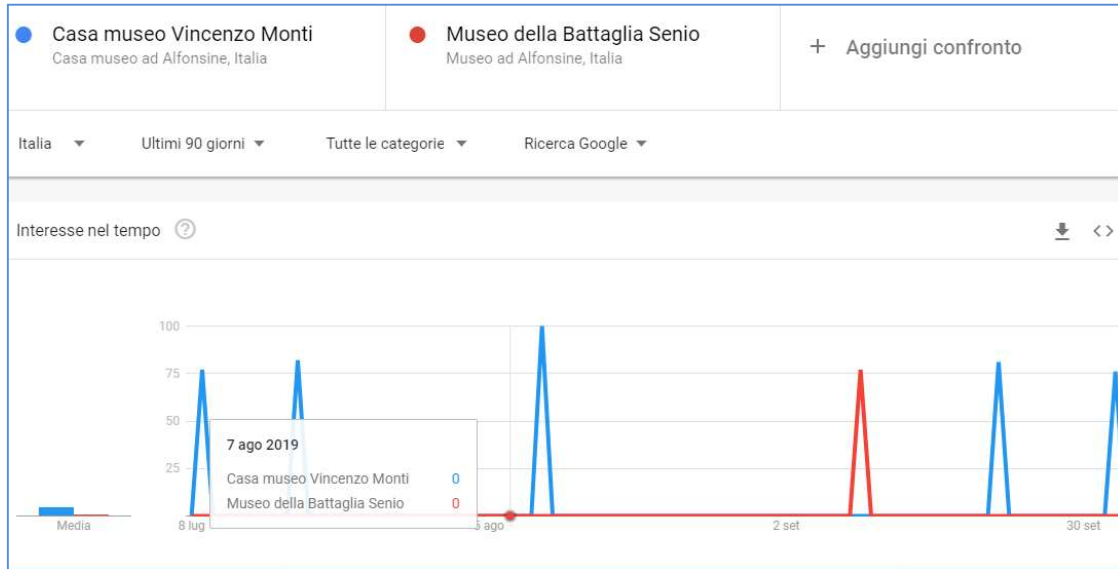 Casa museo Vincenzo Monti
Casa museo ad Alfonsine, Italia
Museo della Battaglia Senio
Museo ad Alfonsine, Italia
+ Aggiungi confronto
Italia
Ultimi 90 giorni
Tutte le categorie
Ricerca Google
Interesse nel tempo ?
100
75
50
25
7 ago 2019
Casa museo Vincenzo Monti 0
Museo della Battaglia Senio 0
Media
8 lug
ago
2 set
30 set